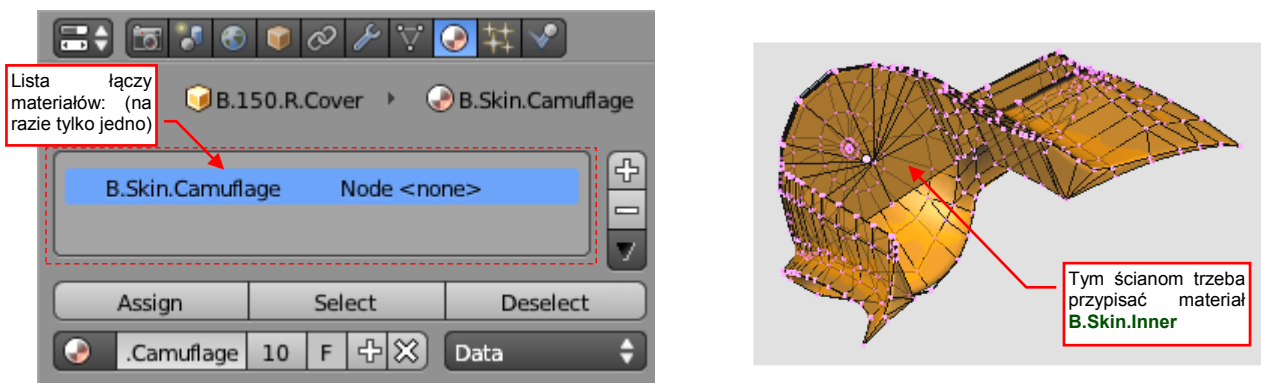 Lista łączy
materiałów: (na
razie tylko jedno)
B.150.R.Cover
B.Skin.Camuflage
B.Skin.Camuflage Node <none>
Assign Select Deselect
.Camuflage 10 F Data
Tym ścianom trzeba
przypisać materiał
B.Skin.Inner